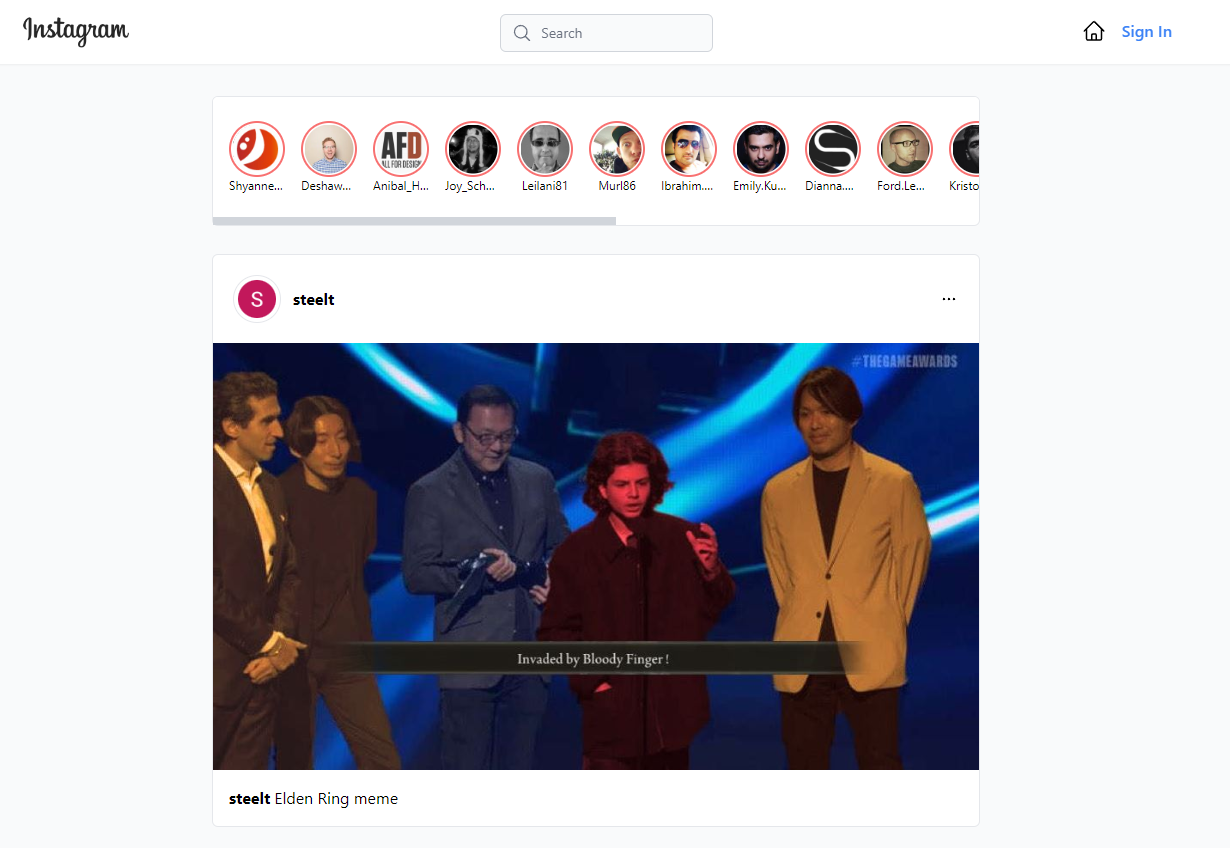 Instagram
Search
Sign In
AFD
ALL FOR DESIGN
Shyanne...
Deshaw...
Anibal_H...
Joy_Sch...
Leilani81
Murl86
Ibrahim....
Emily.Ku...
Dianna....
Ford.Le...
Kristo
S
steelt
...
#THEGAMEAWARDS
Invaded by Bloody Finger !
steelt Elden Ring meme